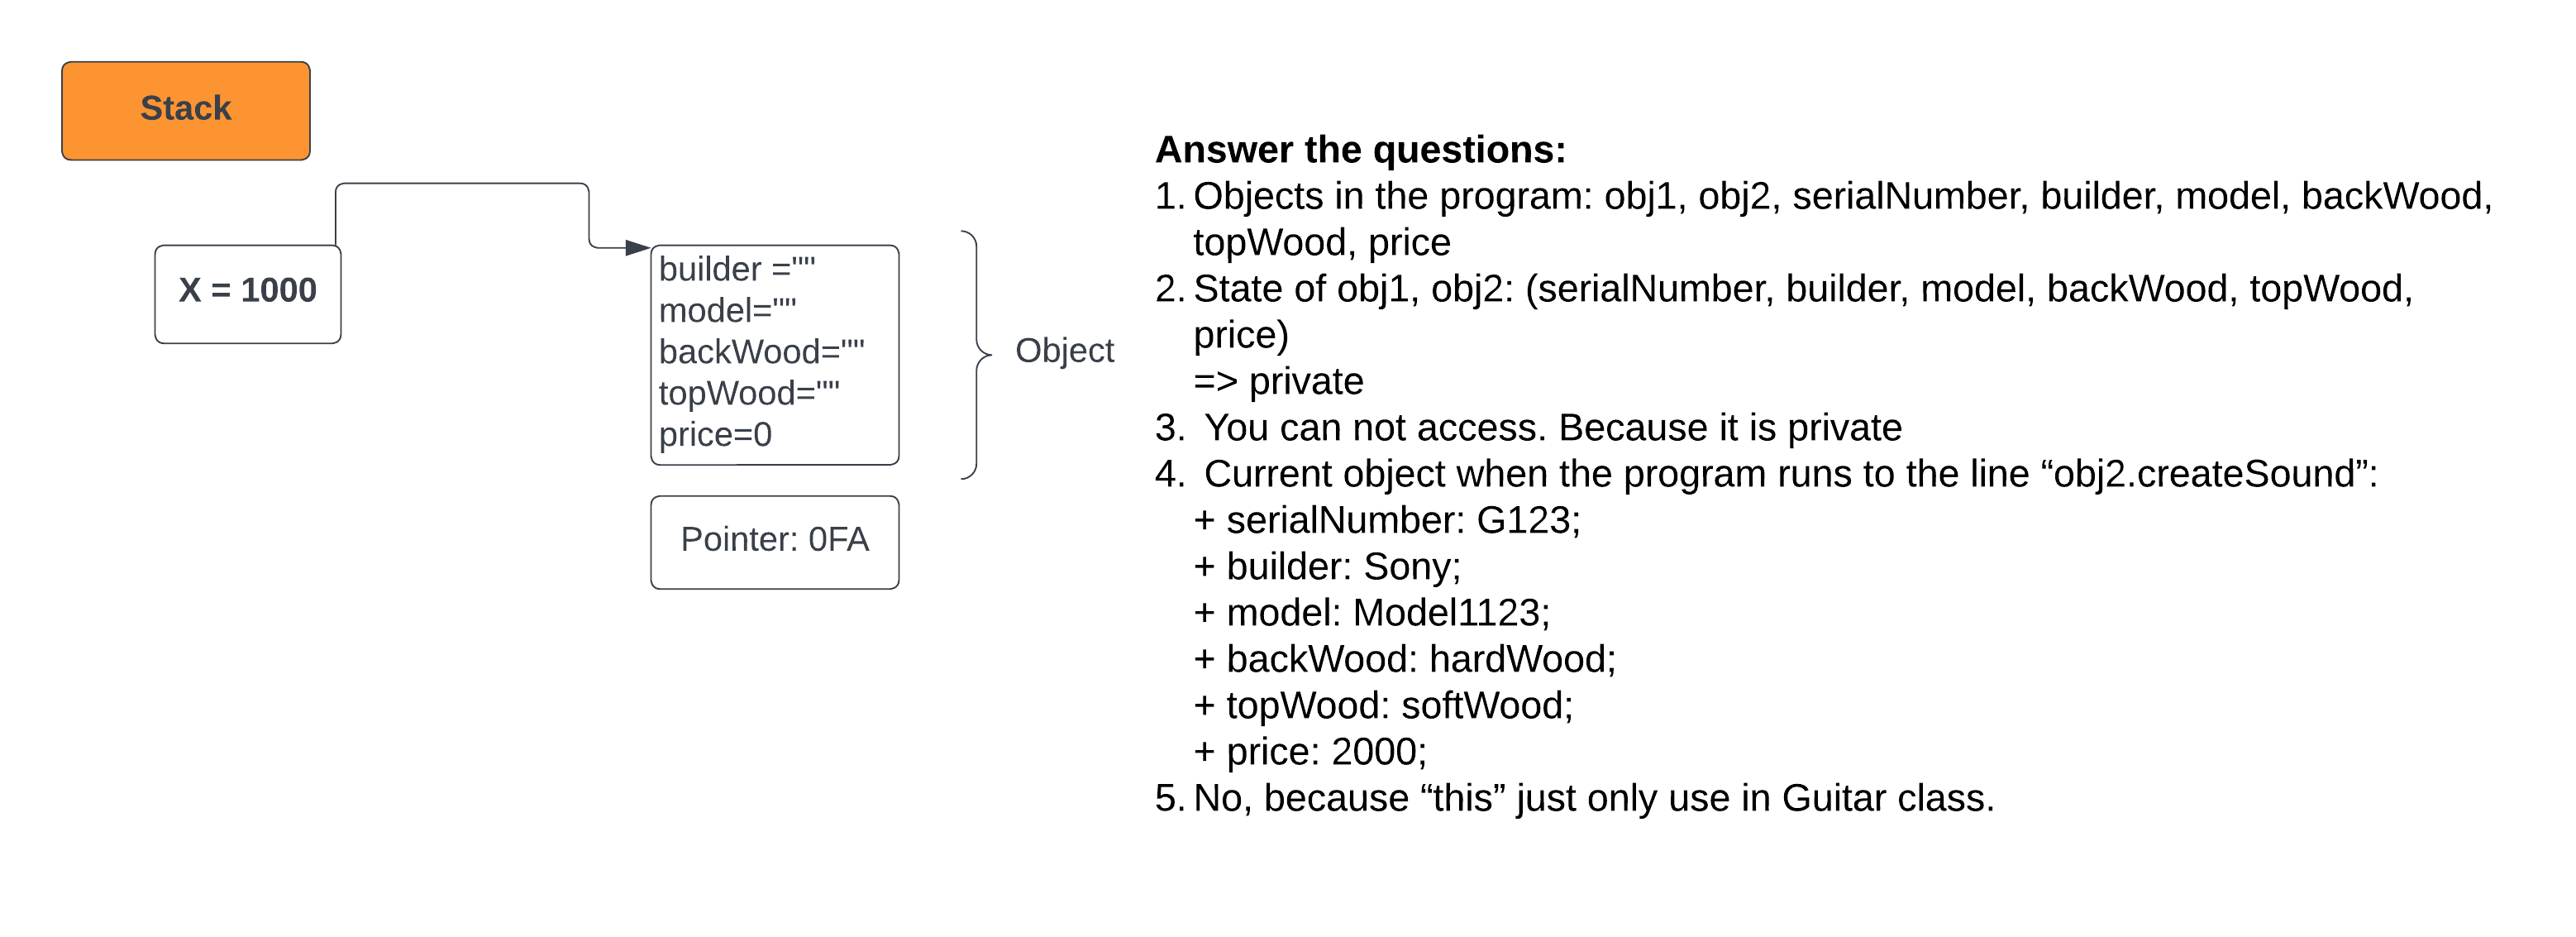 Stack
X = 1000
builder =""
model=""
backWood=""
topWood=""
price=0
Object
Pointer: 0FA
Answer the questions:
1. Objects in the program: obj1, obj2, serialNumber, builder, model, backWood,
topWood, price
2. State of obj1, obj2: (serialNumber, builder, model, backWood, topWood,
price)
=> private
3. You can not access. Because it is private
4. Current object when the program runs to the line “obj2.createSound”:
+ serialNumber: G123;
+ builder: Sony;
+ model: Model1123;
+ backWood: hardWood;
+ topWood: softWood;
+ price: 2000;
5. No, because “this” just only use in Guitar class.